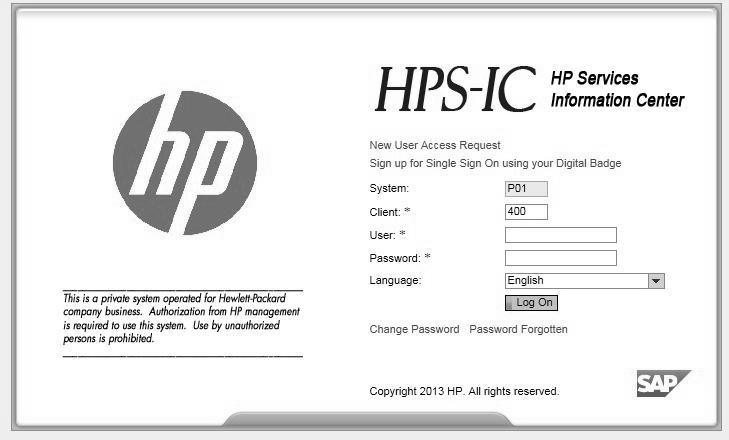 hp
HPS-IC
HP Services
Information Center
New User Access Request
Sign up for Single Sign On using your Digital Badge
System: P01
Client: * 400
User: *
Password: *
Language: English
Log On
Change Password Password Forgotten
This is a private system operated for Hewlett-Packard
company business. Authorization from HP management
is required to use this system. Use by unauthorized
persons is prohibited.
Copyright 2013 HP. All rights reserved.
SAP